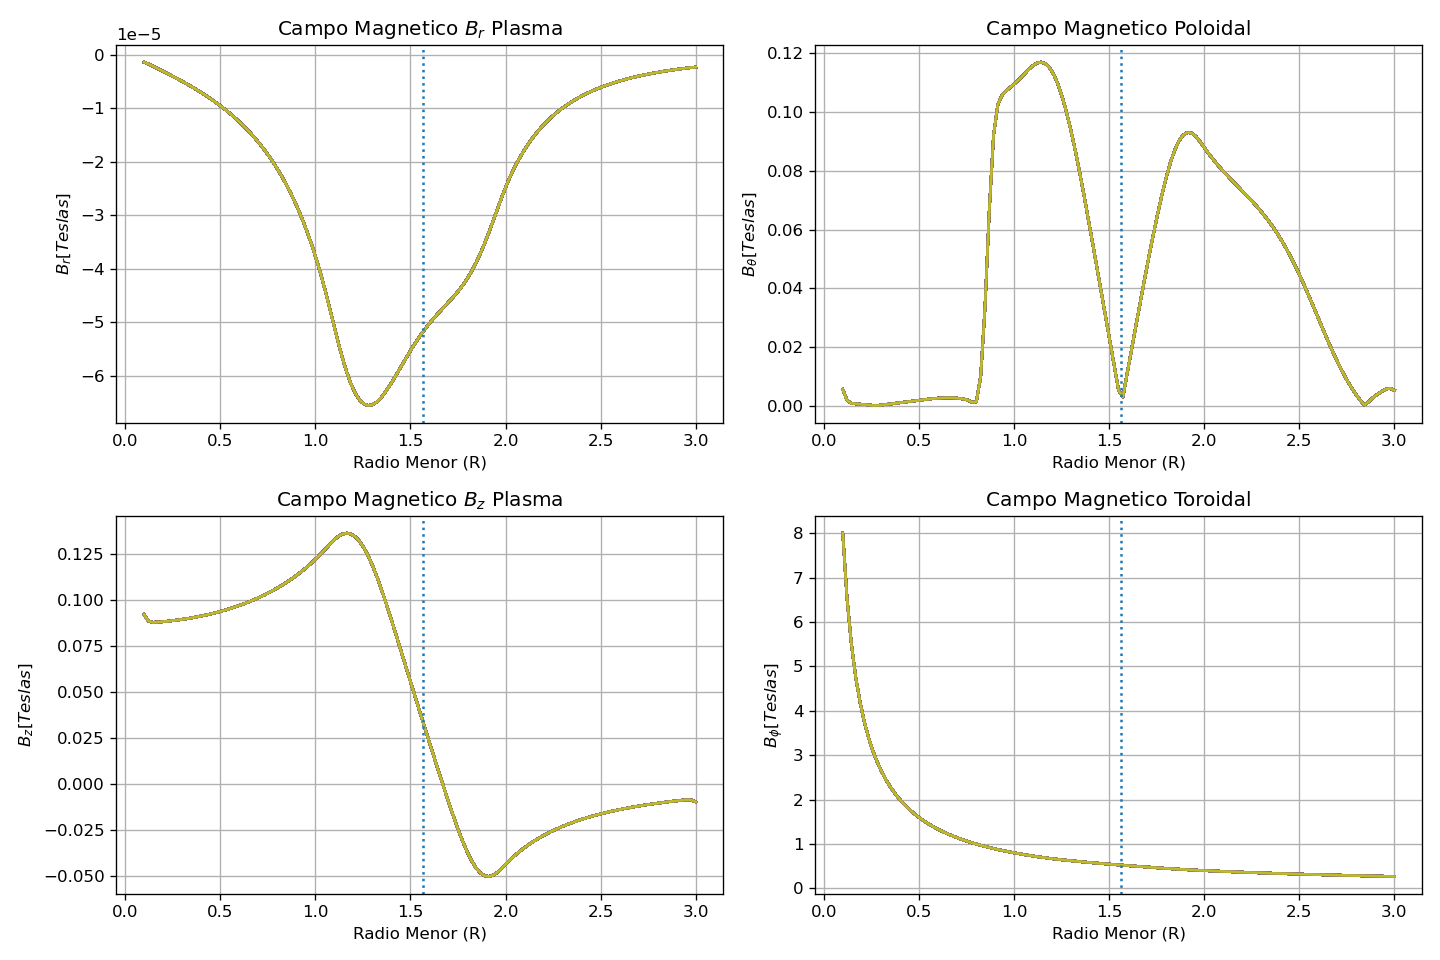 Campo Magnetico B_r Plasma
1e−5
0
−1
−2
−3
−4
−5
−6
B_r[Teslas]
0.0 0.5 1.0 1.5 2.0 2.5 3.0
Radio Menor (R)
Campo Magnetico Poloidal
0.12
0.10
0.08
0.06
0.04
0.02
0.00
B_θ[Teslas]
0.0 0.5 1.0 1.5 2.0 2.5 3.0
Radio Menor (R)
Campo Magnetico B_z Plasma
0.125
0.100
0.075
0.050
0.025
0.000
−0.025
−0.050
B_z[Teslas]
0.0 0.5 1.0 1.5 2.0 2.5 3.0
Radio Menor (R)
Campo Magnetico Toroidal
8
7
6
5
4
3
2
1
0
B_ϕ[Teslas]
0.0 0.5 1.0 1.5 2.0 2.5 3.0
Radio Menor (R)